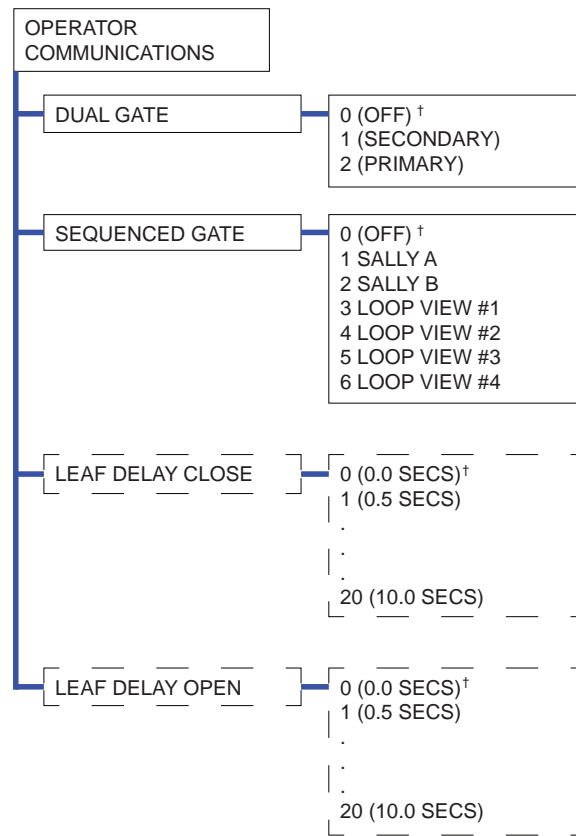 OPERATOR
COMMUNICATIONS
DUAL GATE
0 (OFF) †
1 (SECONDARY)
2 (PRIMARY)
SEQUENCED GATE
0 (OFF) †
1 SALLY A
2 SALLY B
3 LOOP VIEW #1
4 LOOP VIEW #2
5 LOOP VIEW #3
6 LOOP VIEW #4
LEAF DELAY CLOSE
0 (0.0 SECS)†
1 (0.5 SECS)
.
.
.
20 (10.0 SECS)
LEAF DELAY OPEN
0 (0.0 SECS)†
1 (0.5 SECS)
.
.
.
20 (10.0 SECS)